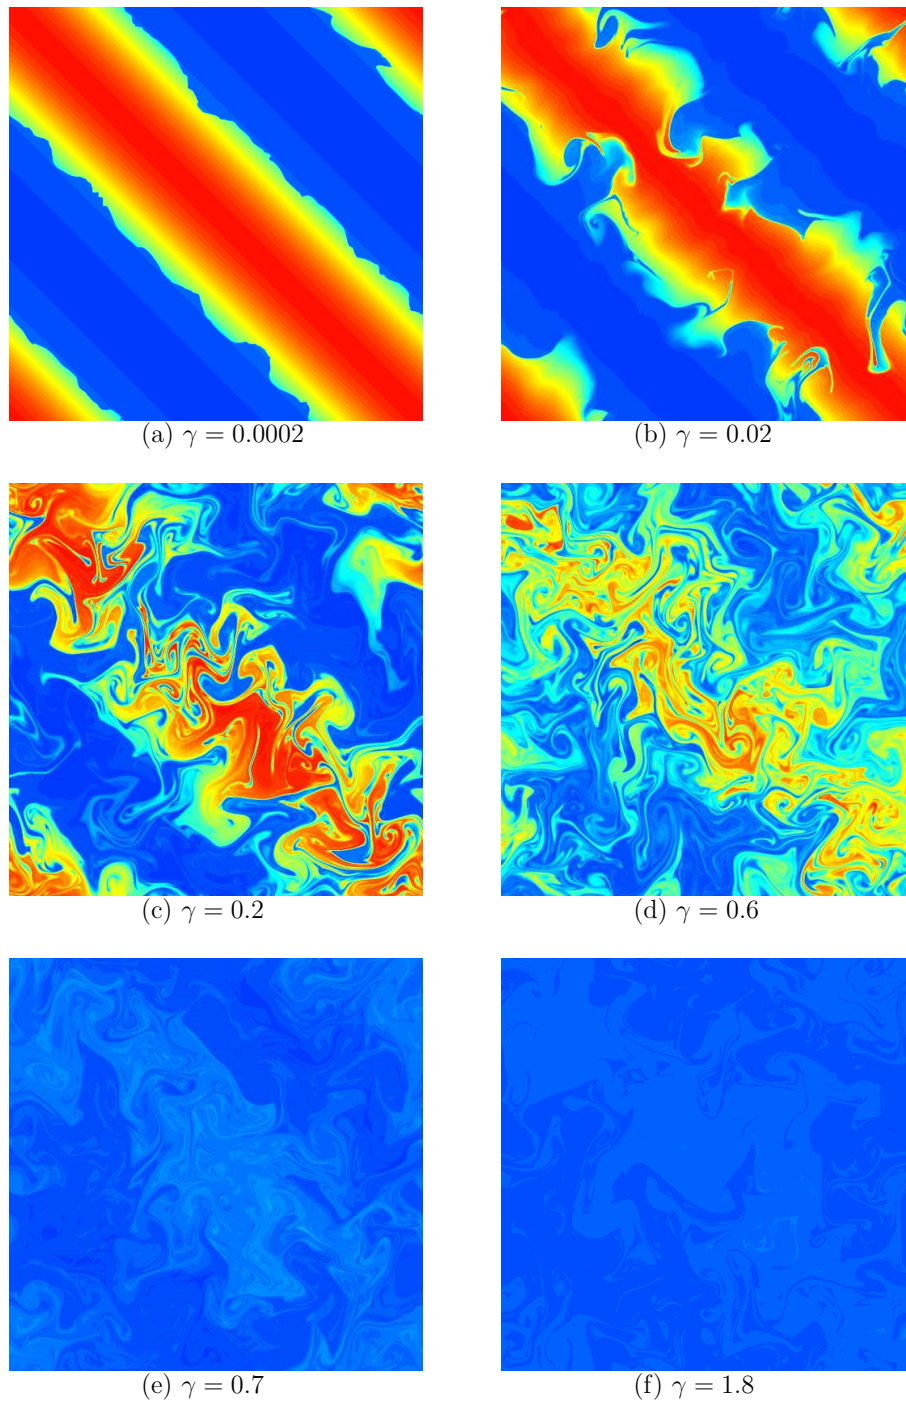 (a) γ = 0.0002
(b) γ = 0.02
(c) γ = 0.2
(d) γ = 0.6
(e) γ = 0.7
(f) γ = 1.8